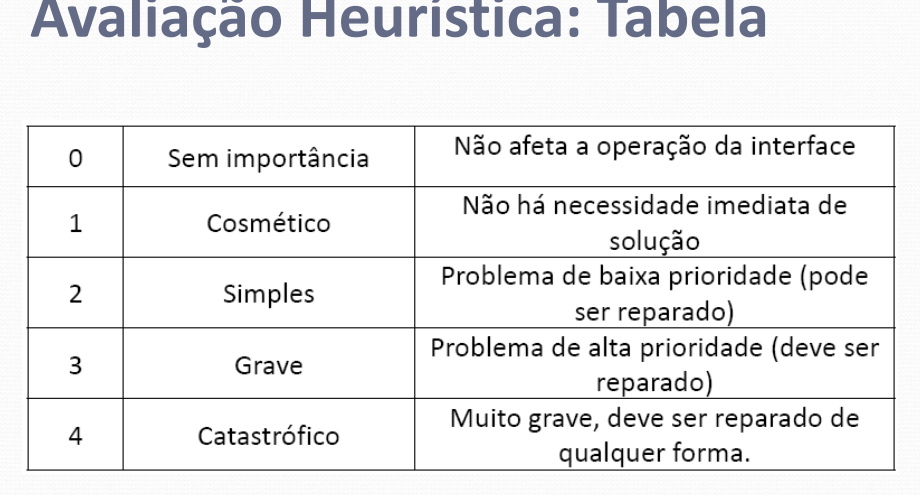 Avaliação Heurística: Tabela
0 Sem importância Não afeta a operação da interface
1 Cosmético Não há necessidade imediata de
solução
2 Simples Problema de baixa prioridade (pode
ser reparado)
3 Grave Problema de alta prioridade (deve ser
reparado)
4 Catastrófico Muito grave, deve ser reparado de
qualquer forma.